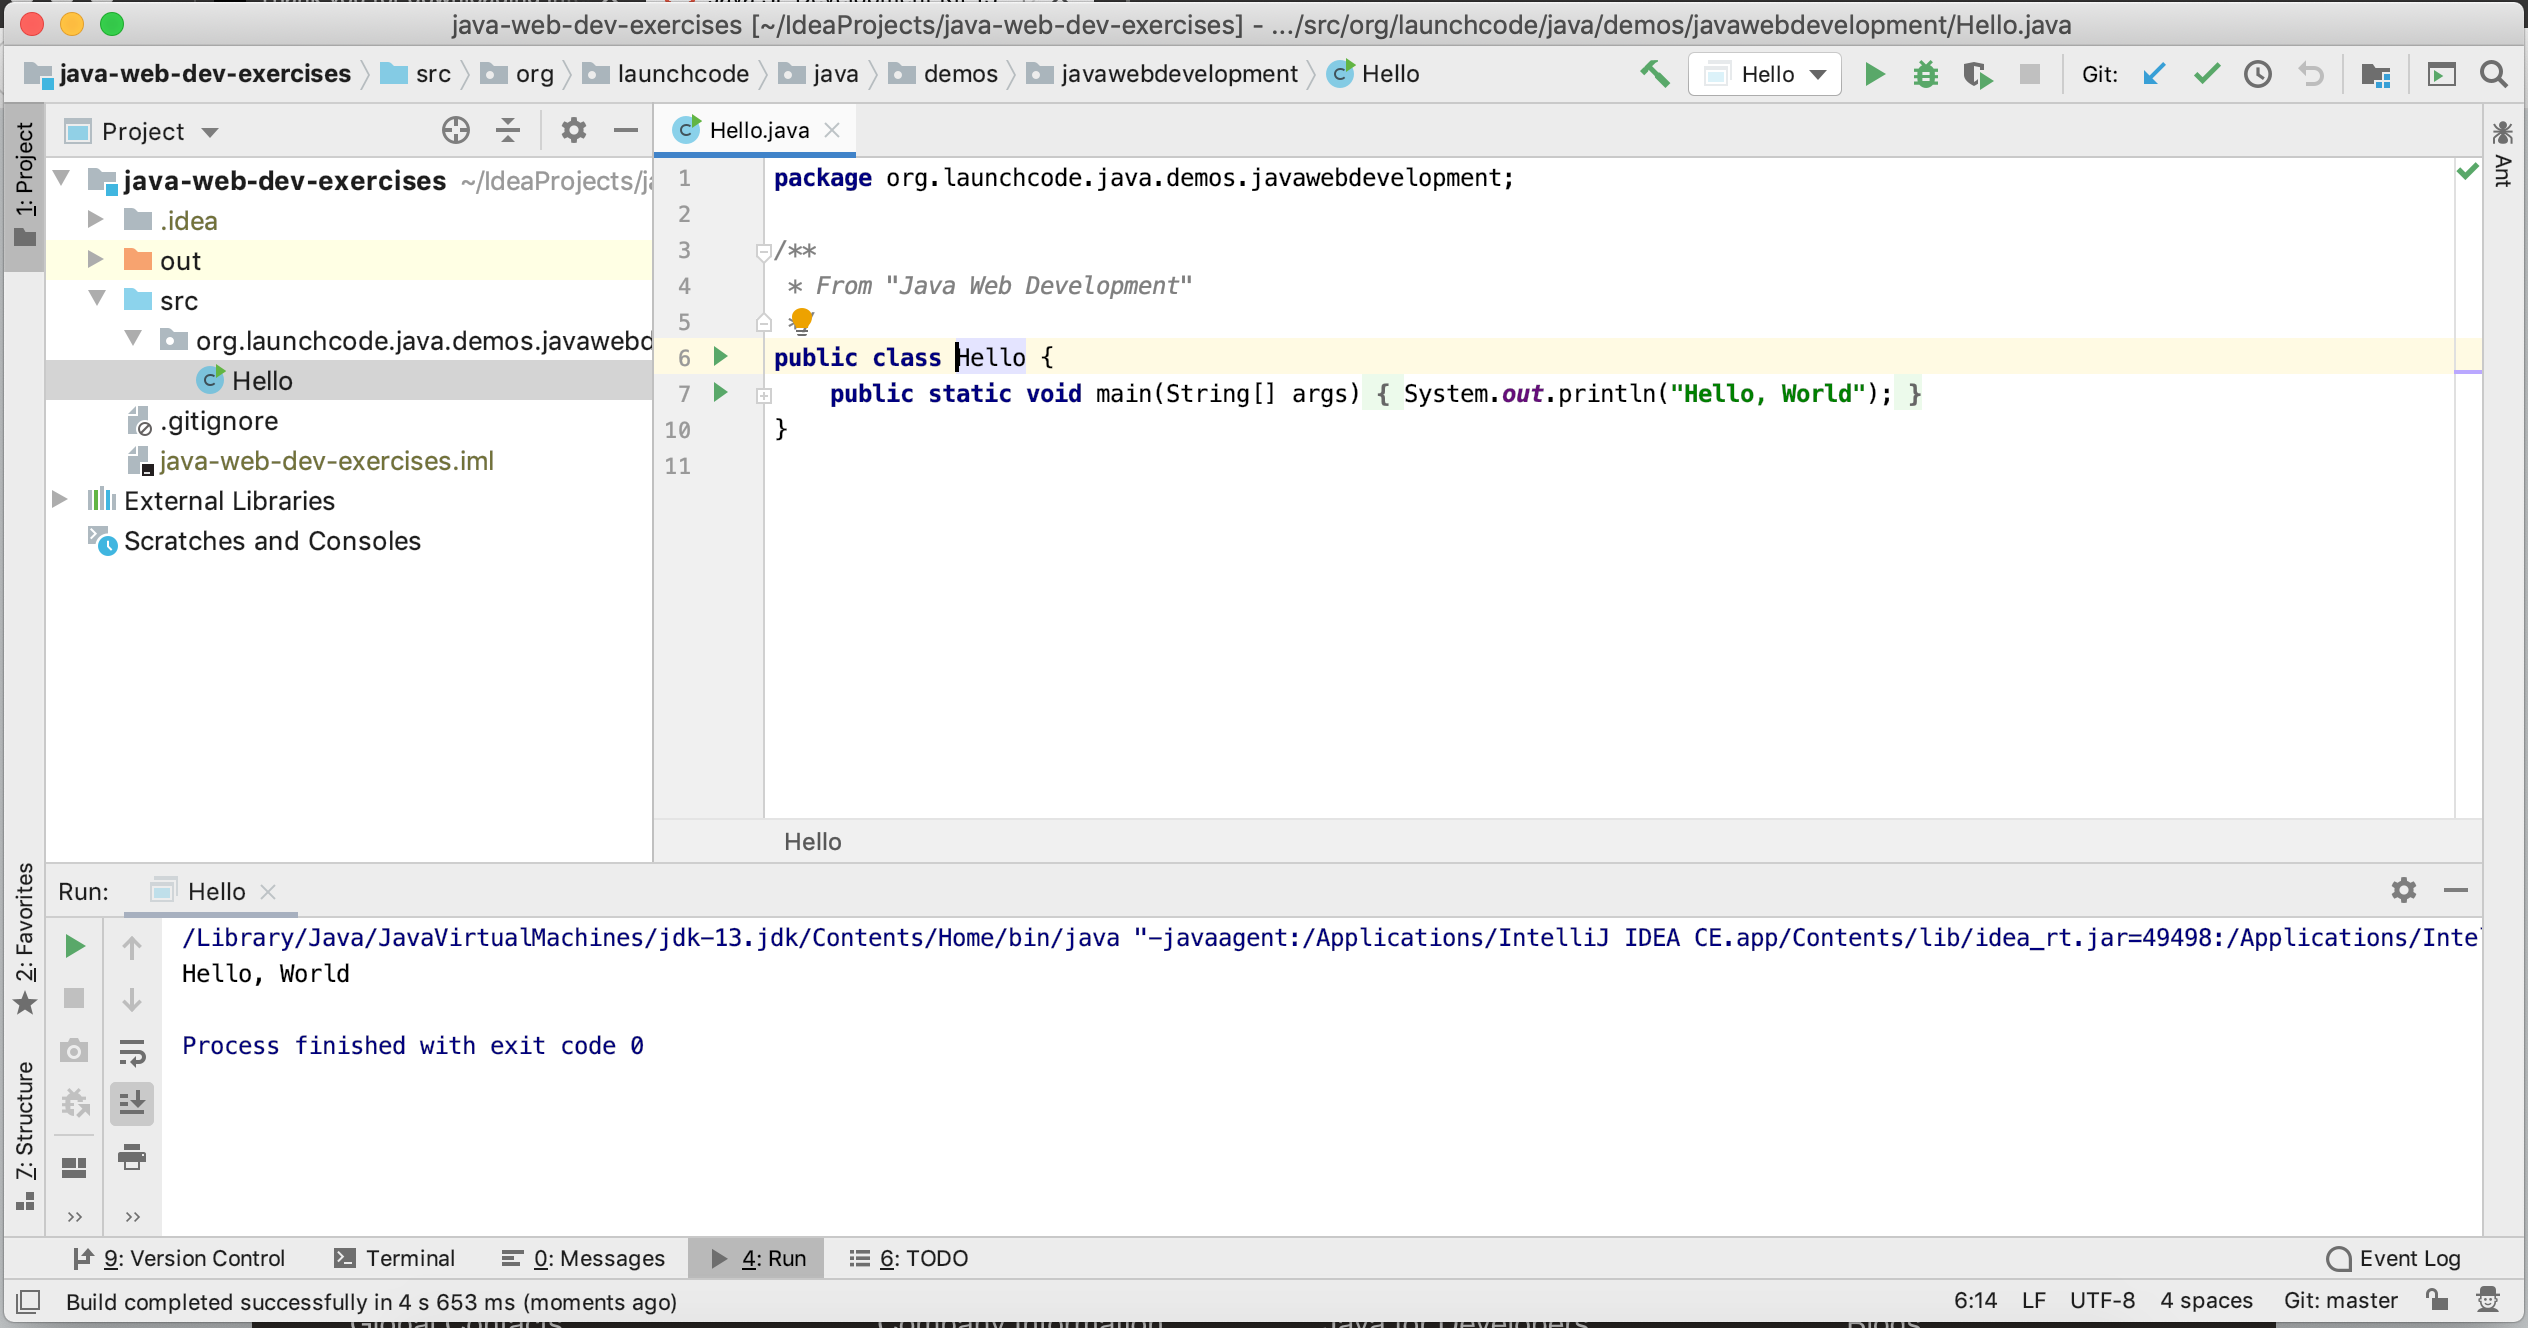 java-web-dev-exercises [~/IdeaProjects/java-web-dev-exercises] - .../src/org/launchcode/java/demos/javawebdevelopment/Hello.java
java-web-dev-exercises src org launchcode java demos javawebdevelopment Hello Hello Git:
1: Project
Project
Hello.java
Ant
java-web-dev-exercises ~/IdeaProjects/ja
.idea
out
src
org.launchcode.java.demos.javawebd
Hello
.gitignore
java-web-dev-exercises.iml
External Libraries
Scratches and Consoles
1 package org.launchcode.java.demos.javawebdevelopment;
2
3 /**
4 * From "Java Web Development"
5 */
6 public class Hello {
7 public static void main(String[] args) { System.out.println("Hello, World"); }
10 }
11
Hello
2: Favorites
7: Structure
Run: Hello
/Library/Java/JavaVirtualMachines/jdk-13.jdk/Contents/Home/bin/java "-javaagent:/Applications/IntelliJ IDEA CE.app/Contents/lib/idea_rt.jar=49498:/Applications/Inte
Hello, World
Process finished with exit code 0
9: Version Control Terminal 0: Messages 4: Run 6: TODO Event Log
Build completed successfully in 4 s 653 ms (moments ago) 6:14 LF UTF-8 4 spaces Git: master